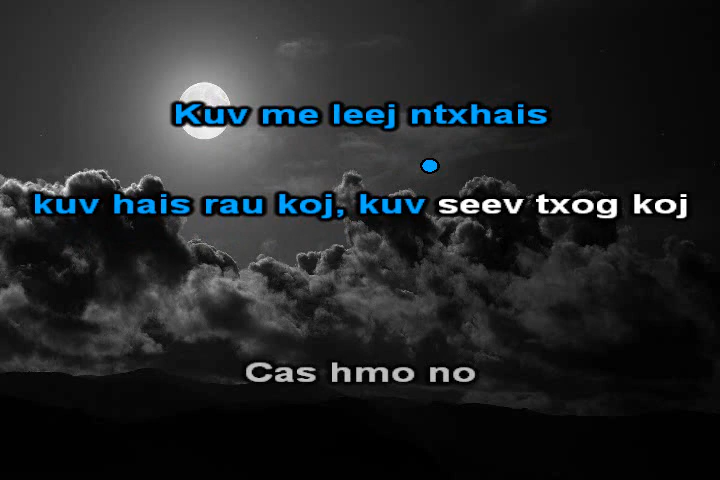 Kuv me leej ntxhais
kuv hais rau koj, kuv seev txog koj
Cas hmo no